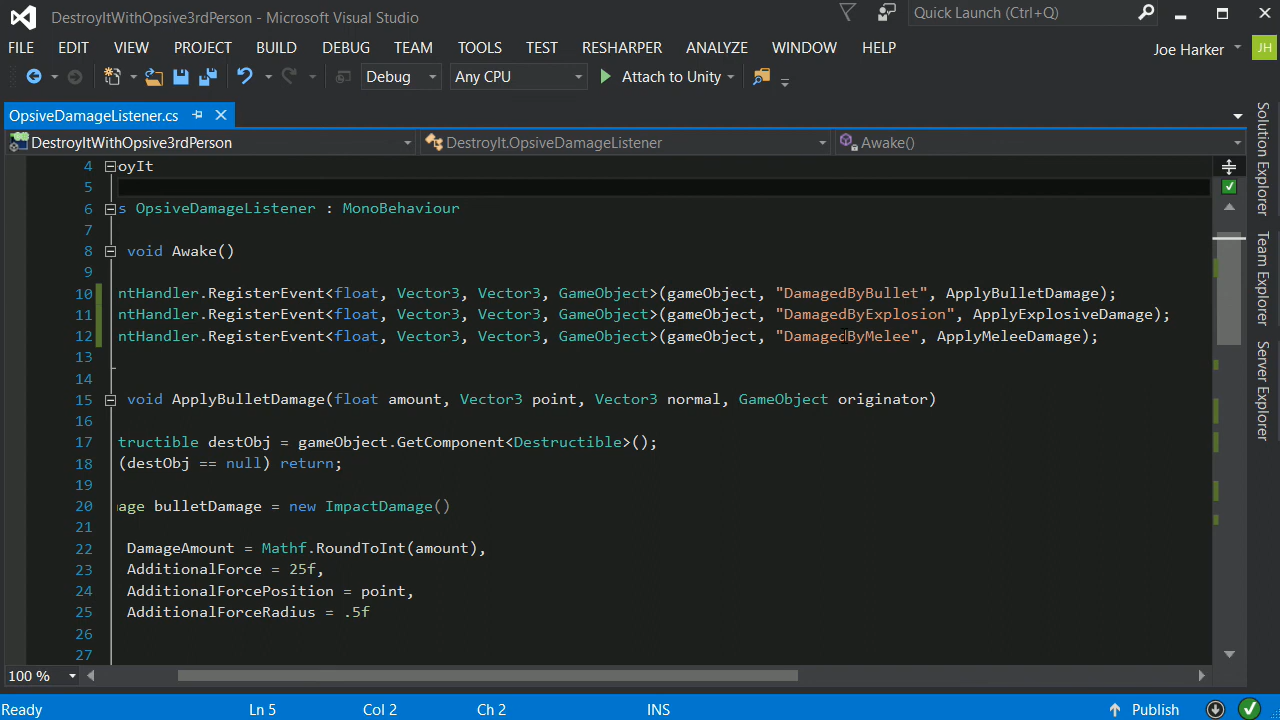 DestroyItWithOpsive3rdPerson - Microsoft Visual Studio
Quick Launch (Ctrl+Q)
FILE EDIT VIEW PROJECT BUILD DEBUG TEAM TOOLS TEST RESHARPER ANALYZE WINDOW HELP
Joe Harker JH
Debug Any CPU Attach to Unity
OpsiveDamageListener.cs
DestroyItWithOpsive3rdPerson DestroyIt.OpsiveDamageListener Awake()
4 oyIt
5
6 s OpsiveDamageListener : MonoBehaviour
7
8 void Awake()
9
10 ntHandler.RegisterEvent<float, Vector3, Vector3, GameObject>(gameObject, "DamagedByBullet", ApplyBulletDamage);
11 ntHandler.RegisterEvent<float, Vector3, Vector3, GameObject>(gameObject, "DamagedByExplosion", ApplyExplosiveDamage);
12 ntHandler.RegisterEvent<float, Vector3, Vector3, GameObject>(gameObject, "DamagedByMelee", ApplyMeleeDamage);
13
14
15 void ApplyBulletDamage(float amount, Vector3 point, Vector3 normal, GameObject originator)
16
17 tructible destObj = gameObject.GetComponent<Destructible>();
18 (destObj == null) return;
19
20 age bulletDamage = new ImpactDamage()
21
22 DamageAmount = Mathf.RoundToInt(amount),
23 AdditionalForce = 25f,
24 AdditionalForcePosition = point,
25 AdditionalForceRadius = .5f
26
27
Solution Explorer
Team Explorer
Server Explorer
100 %
Ready Ln 5 Col 2 Ch 2 INS Publish